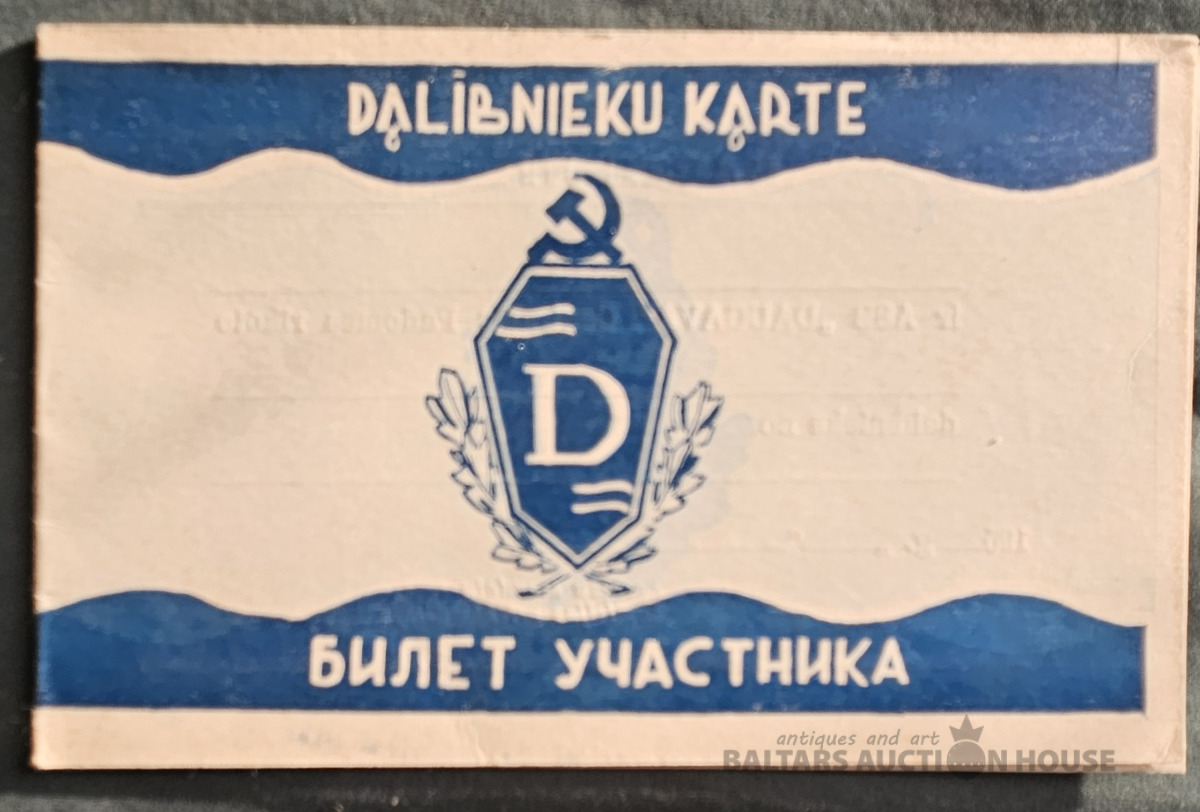 DALĪBNIEKU KARTE
D
БИЛЕТ УЧАСТНИКА
antiques and art
BALTARS AUCTION HOUSE